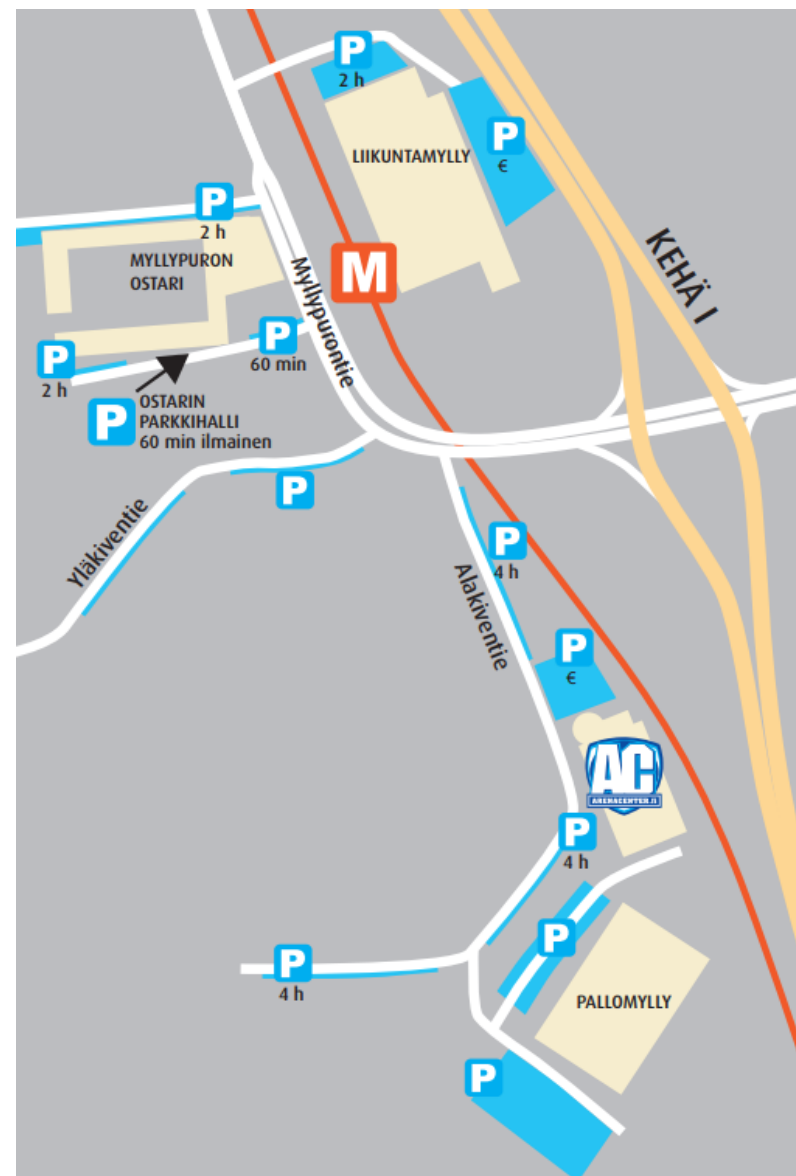 P
2 h
LIIKUNTAMYLLY
P
€
KEHÄ I
P
2 h
MYLLYPURON
OSTARI
M
Myllypurontie
P
60 min
P
2 h
P
OSTARIN
PARKKIHALLI
60 min ilmainen
P
Yläkiventie
P
4 h
Alakiventie
P
€
AC
ARENACENTER.FI
P
4 h
P
P
4 h
PALLOMYLLY
P